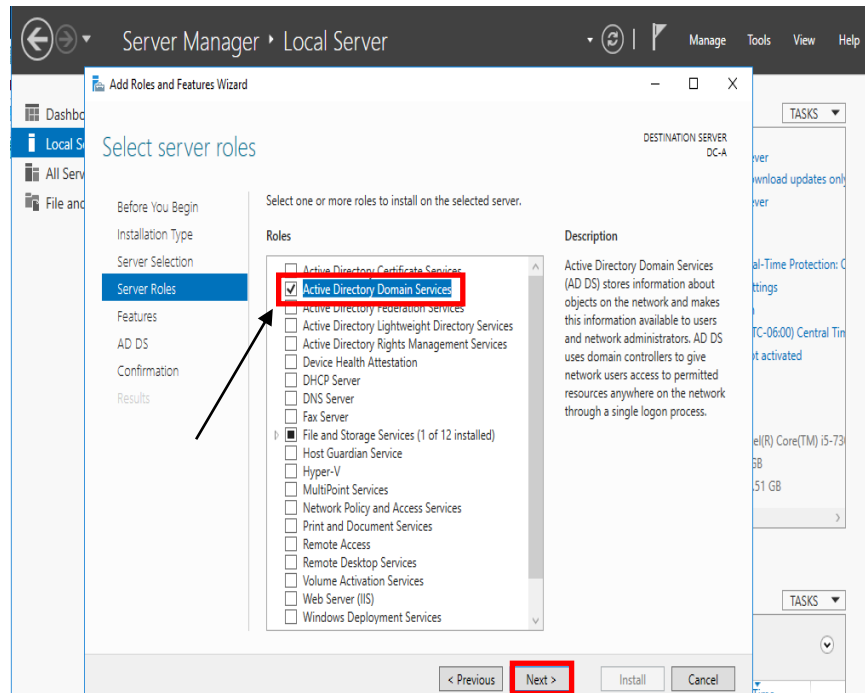 Server Manager ‣ Local Server
Manage Tools View Help
Add Roles and Features Wizard
Select server roles
DESTINATION SERVER
DC-A
Dashbo
Local S
All Serv
File and
Before You Begin
Installation Type
Server Selection
Server Roles
Features
AD DS
Confirmation
Results
Select one or more roles to install on the selected server.
Roles
Active Directory Certificate Services
Active Directory Domain Services
Active Directory Federation Services
Active Directory Lightweight Directory Services
Active Directory Rights Management Services
Device Health Attestation
DHCP Server
DNS Server
Fax Server
File and Storage Services (1 of 12 installed)
Host Guardian Service
Hyper-V
MultiPoint Services
Network Policy and Access Services
Print and Document Services
Remote Access
Remote Desktop Services
Volume Activation Services
Web Server (IIS)
Windows Deployment Services
Description
Active Directory Domain Services
(AD DS) stores information about
objects on the network and makes
this information available to users
and network administrators. AD DS
uses domain controllers to give
network users access to permitted
resources anywhere on the network
through a single logon process.
TASKS
ever
ownload updates only
ever
al-Time Protection: O
ttings
TC-06:00) Central Tim
ot activated
el(R) Core(TM) i5-730
GB
.51 GB
TASKS
Time
< Previous
Next >
Install
Cancel